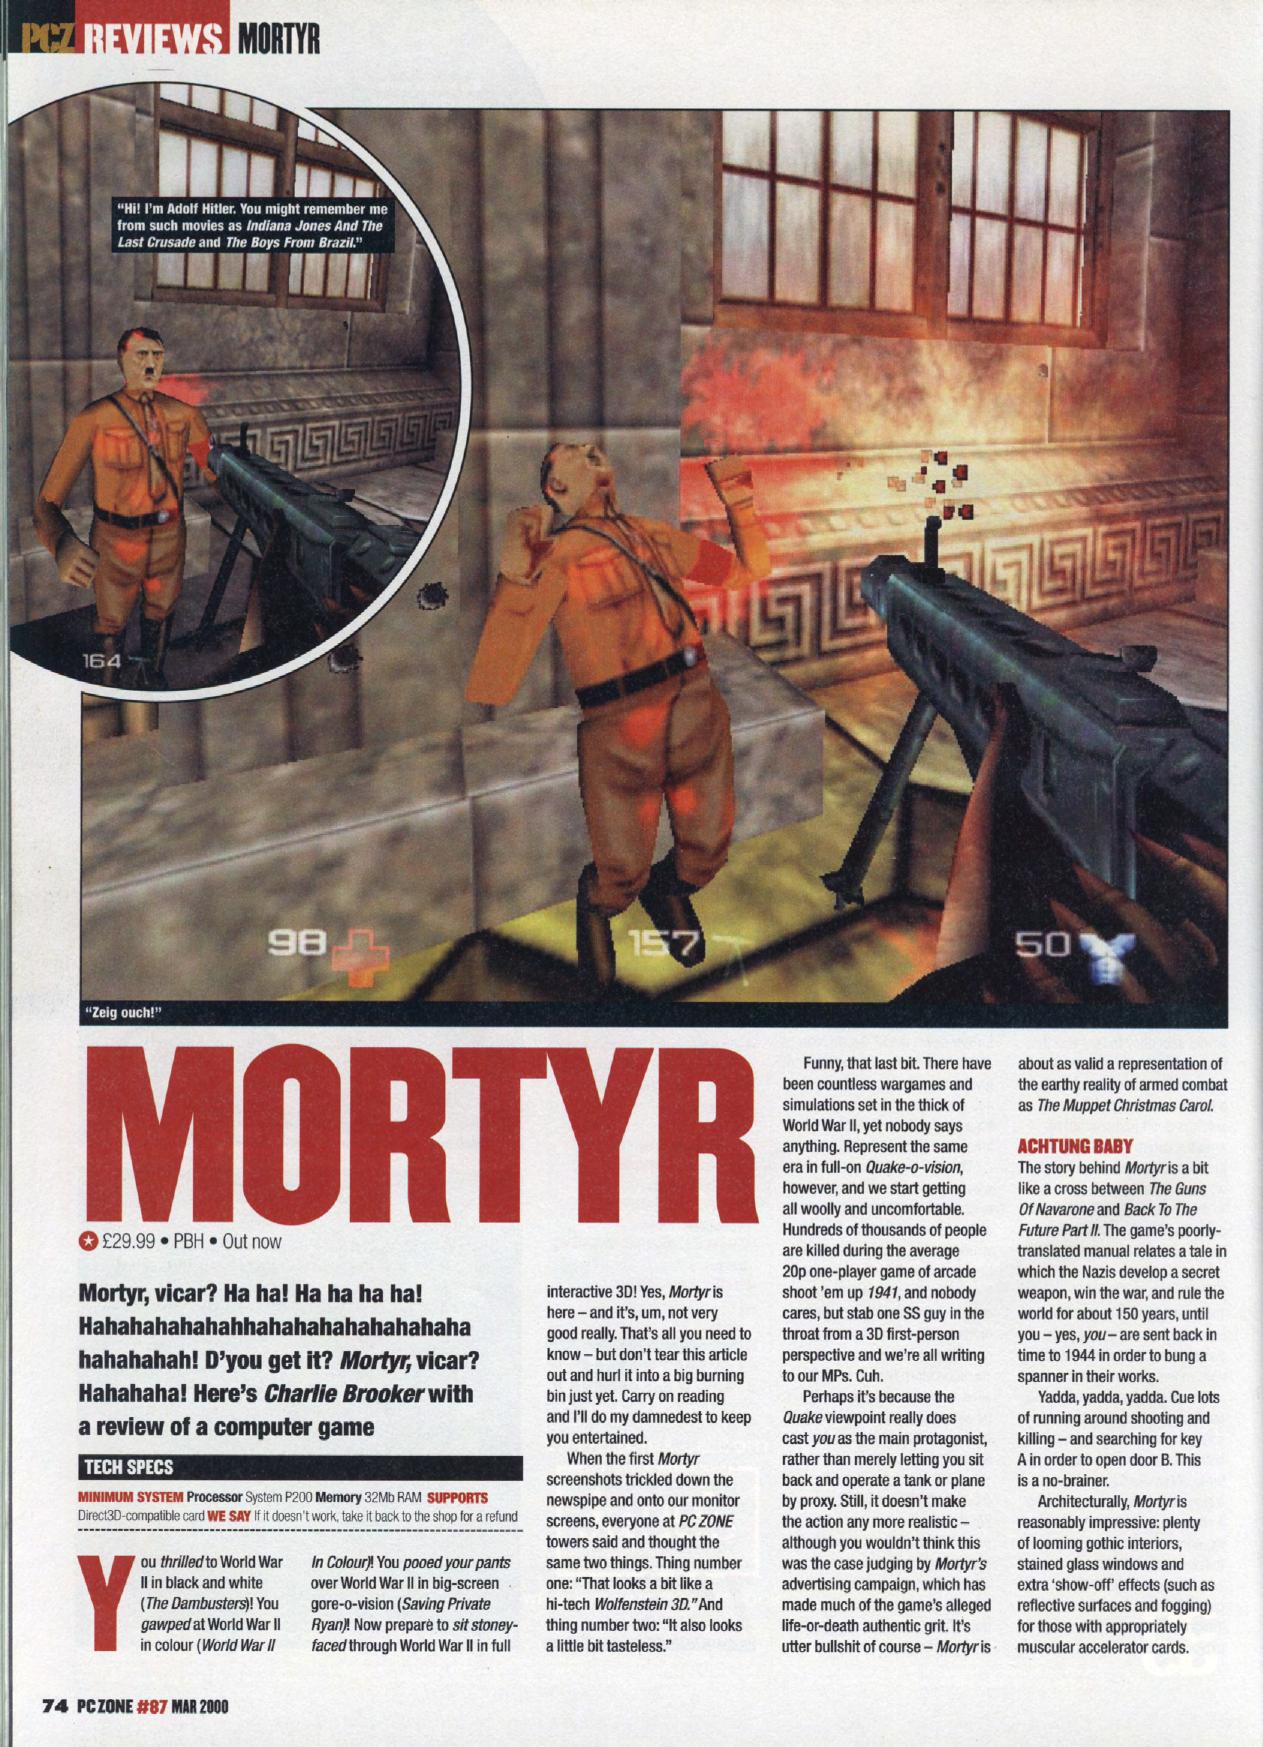 PCZ REVIEWS MORTYR
"Hi! I'm Adolf Hitler. You might remember me
from such movies as Indiana Jones And The
Last Crusade and The Boys From Brazil."
164
98
157
50
"Zeig ouch!"
MORTYR
£29.99 • PBH • Out now
Mortyr, vicar? Ha ha! Ha ha ha ha!
Hahahahahahahhahahahahahahahaha
hahahahah! D'you get it? Mortyr, vicar?
Hahahaha! Here's Charlie Brooker with
a review of a computer game
TECH SPECS
MINIMUM SYSTEM Processor System P200 Memory 32Mb RAM SUPPORTS
Direct3D-compatible card WE SAY If it doesn't work, take it back to the shop for a refund
You thrilled to World War
II in black and white
(The Dambusters)! You
gawped at World War II
in colour (World War II
In Colour)! You pooed your pants
over World War II in big-screen
gore-o-vision (Saving Private
Ryan)! Now prepare to sit stoney-
faced through World War II in full
interactive 3D! Yes, Mortyr is
here – and it's, um, not very
good really. That's all you need to
know – but don't tear this article
out and hurl it into a big burning
bin just yet. Carry on reading
and I'll do my damnedest to keep
you entertained.
When the first Mortyr
screenshots trickled down the
newspipe and onto our monitor
screens, everyone at PC ZONE
towers said and thought the
same two things. Thing number
one: "That looks a bit like a
hi-tech Wolfenstein 3D." And
thing number two: "It also looks
a little bit tasteless."
Funny, that last bit. There have
been countless wargames and
simulations set in the thick of
World War II, yet nobody says
anything. Represent the same
era in full-on Quake-o-vision,
however, and we start getting
all woolly and uncomfortable.
Hundreds of thousands of people
are killed during the average
20p one-player game of arcade
shoot 'em up 1941, and nobody
cares, but stab one SS guy in the
throat from a 3D first-person
perspective and we're all writing
to our MPs. Cuh.
Perhaps it's because the
Quake viewpoint really does
cast you as the main protagonist,
rather than merely letting you sit
back and operate a tank or plane
by proxy. Still, it doesn't make
the action any more realistic –
although you wouldn't think this
was the case judging by Mortyr's
advertising campaign, which has
made much of the game's alleged
life-or-death authentic grit. It's
utter bullshit of course – Mortyr is
about as valid a representation of
the earthy reality of armed combat
as The Muppet Christmas Carol.
ACHTUNG BABY
The story behind Mortyr is a bit
like a cross between The Guns
Of Navarone and Back To The
Future Part II. The game's poorly-
translated manual relates a tale in
which the Nazis develop a secret
weapon, win the war, and rule the
world for about 150 years, until
you – yes, you – are sent back in
time to 1944 in order to bung a
spanner in their works.
Yadda, yadda, yadda. Cue lots
of running around shooting and
killing – and searching for key
A in order to open door B. This
is a no-brainer.
Architecturally, Mortyr is
reasonably impressive: plenty
of looming gothic interiors,
stained glass windows and
extra 'show-off' effects (such as
reflective surfaces and fogging)
for those with appropriately
muscular accelerator cards.
74 PC ZONE #87 MAR 2000